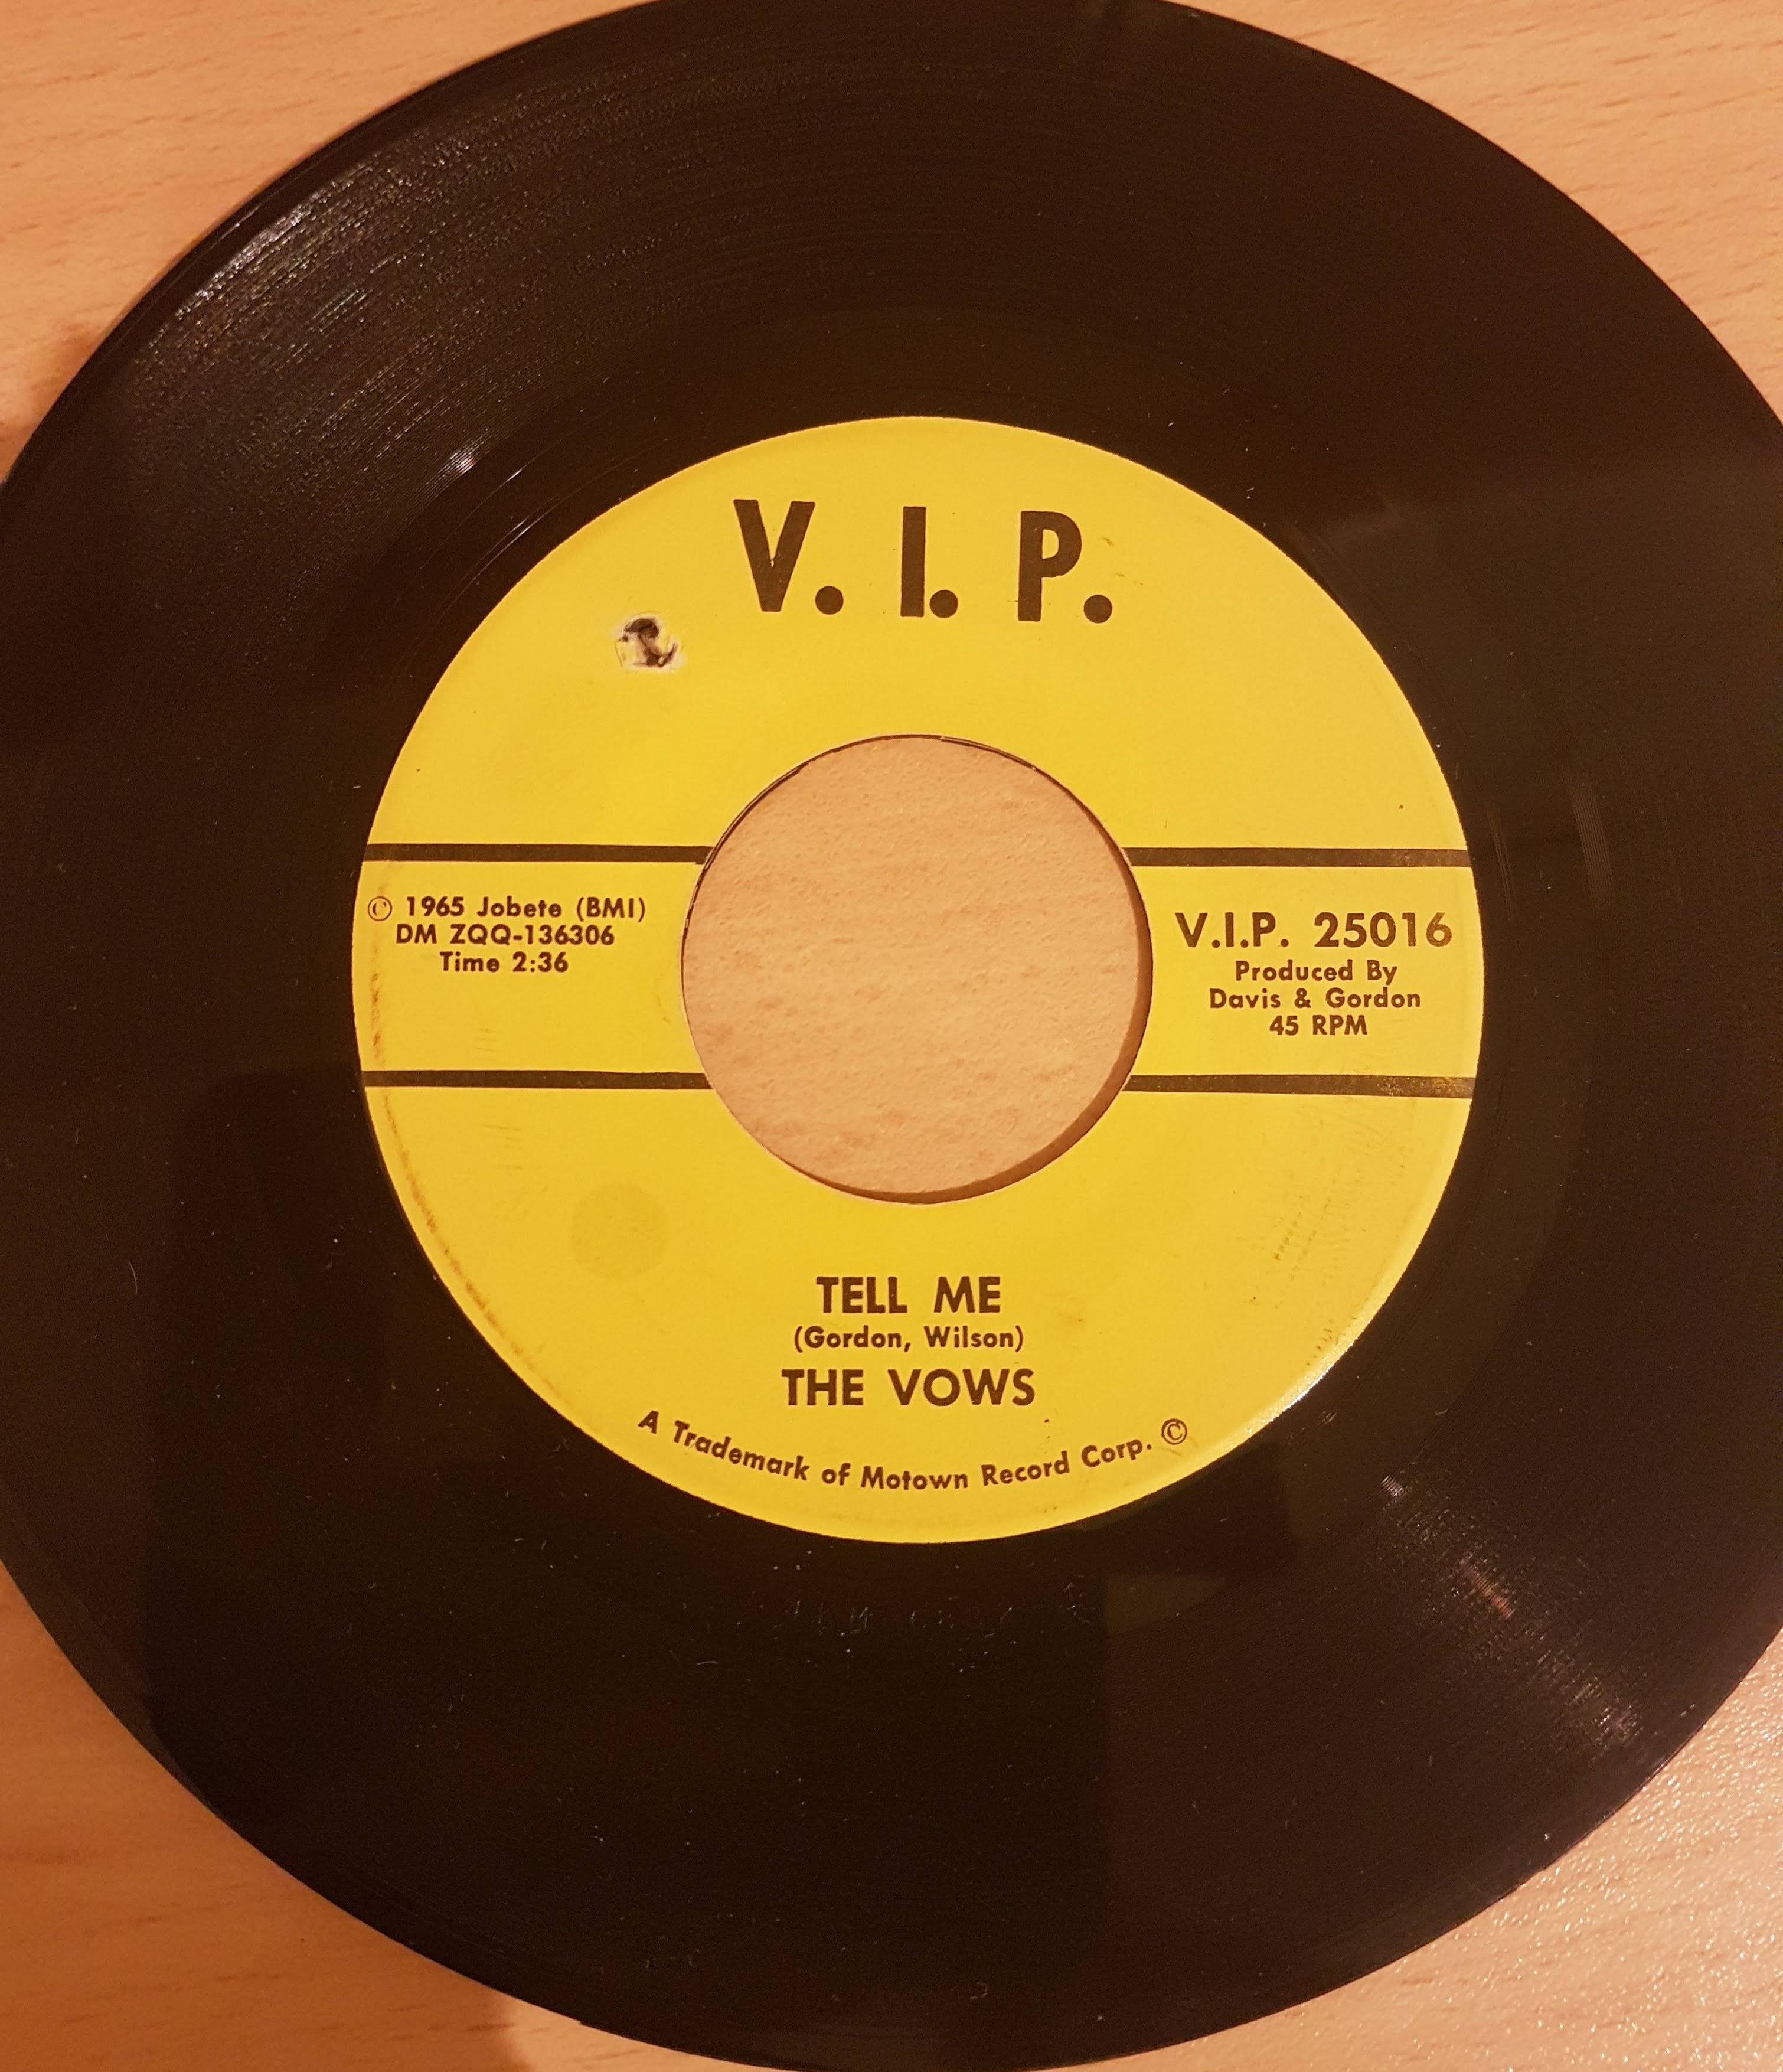 V. I. P.
© 1965 Jobete (BMI)
DM ZQQ-136306
Time 2:36
V.I.P. 25016
Produced By
Davis & Gordon
45 RPM
TELL ME
(Gordon, Wilson)
THE VOWS
A Trademark of Motown Record Corp. ©